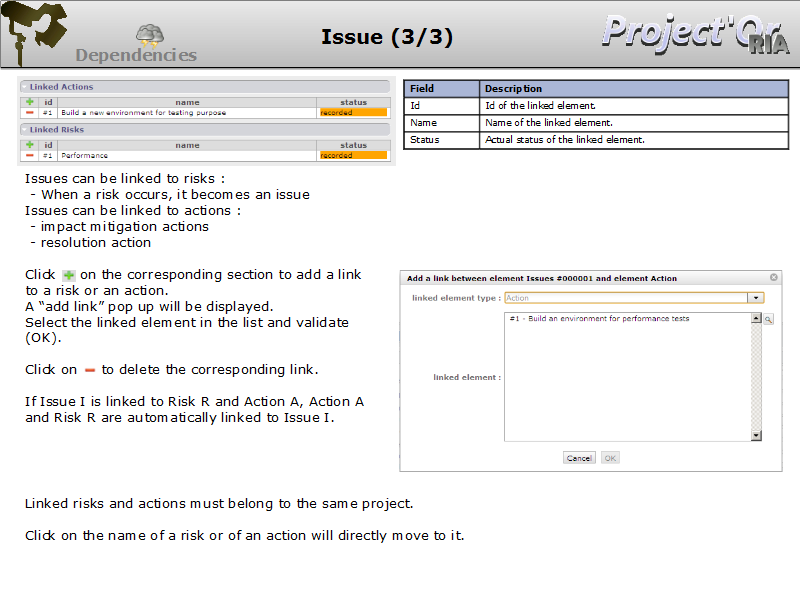 Issue (3/3)
Project'Or
RIA
Dependencies
Linked Actions
id name status
#1 Build a new environment for testing purpose recorded
Linked Risks
id name status
#1 Performance recorded
Field Description
Id Id of the linked element.
Name Name of the linked element.
Status Actual status of the linked element.
Issues can be linked to risks :
- When a risk occurs, it becomes an issue
Issues can be linked to actions :
- impact mitigation actions
- resolution action
Click on the corresponding section to add a link
to a risk or an action.
A “add link” pop up will be displayed.
Select the linked element in the list and validate
(OK).
Click on to delete the corresponding link.
If Issue I is linked to Risk R and Action A, Action A
and Risk R are automatically linked to Issue I.
Add a link between element Issues #000001 and element Action
linked element type : Action
#1 - Build an environment for performance tests
linked element :
Cancel OK
Linked risks and actions must belong to the same project.
Click on the name of a risk or of an action will directly move to it.